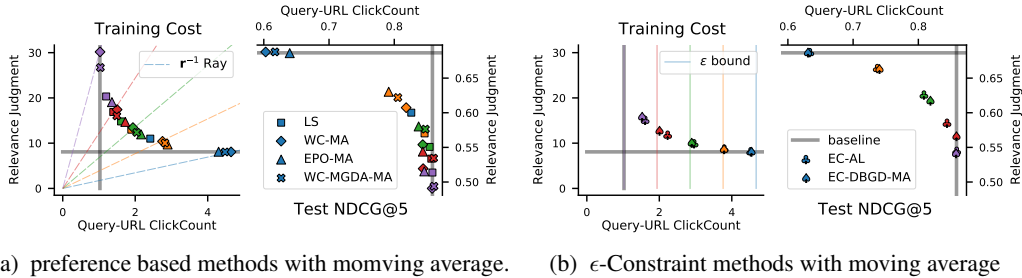 Query-URL ClickCount
Training Cost
0.6 0.8
30
20
10
0
Relevance Judgment
r⁻¹ Ray
0 2 4
Query-URL ClickCount
LS
WC-MA
EPO-MA
WC-MGDA-MA
0.65
0.60
0.55
0.50
Relevance Judgment
Test NDCG@5
a) preference based methods with momving average.
Query-URL ClickCount
Training Cost
0.6 0.7 0.8
30
20
10
0
Relevance Judgment
ϵ bound
0 2 4
Query-URL ClickCount
baseline
EC-AL
EC-DBGD-MA
0.65
0.60
0.55
0.50
Relevance Judgment
Test NDCG@5
(b) ϵ-Constraint methods with moving average